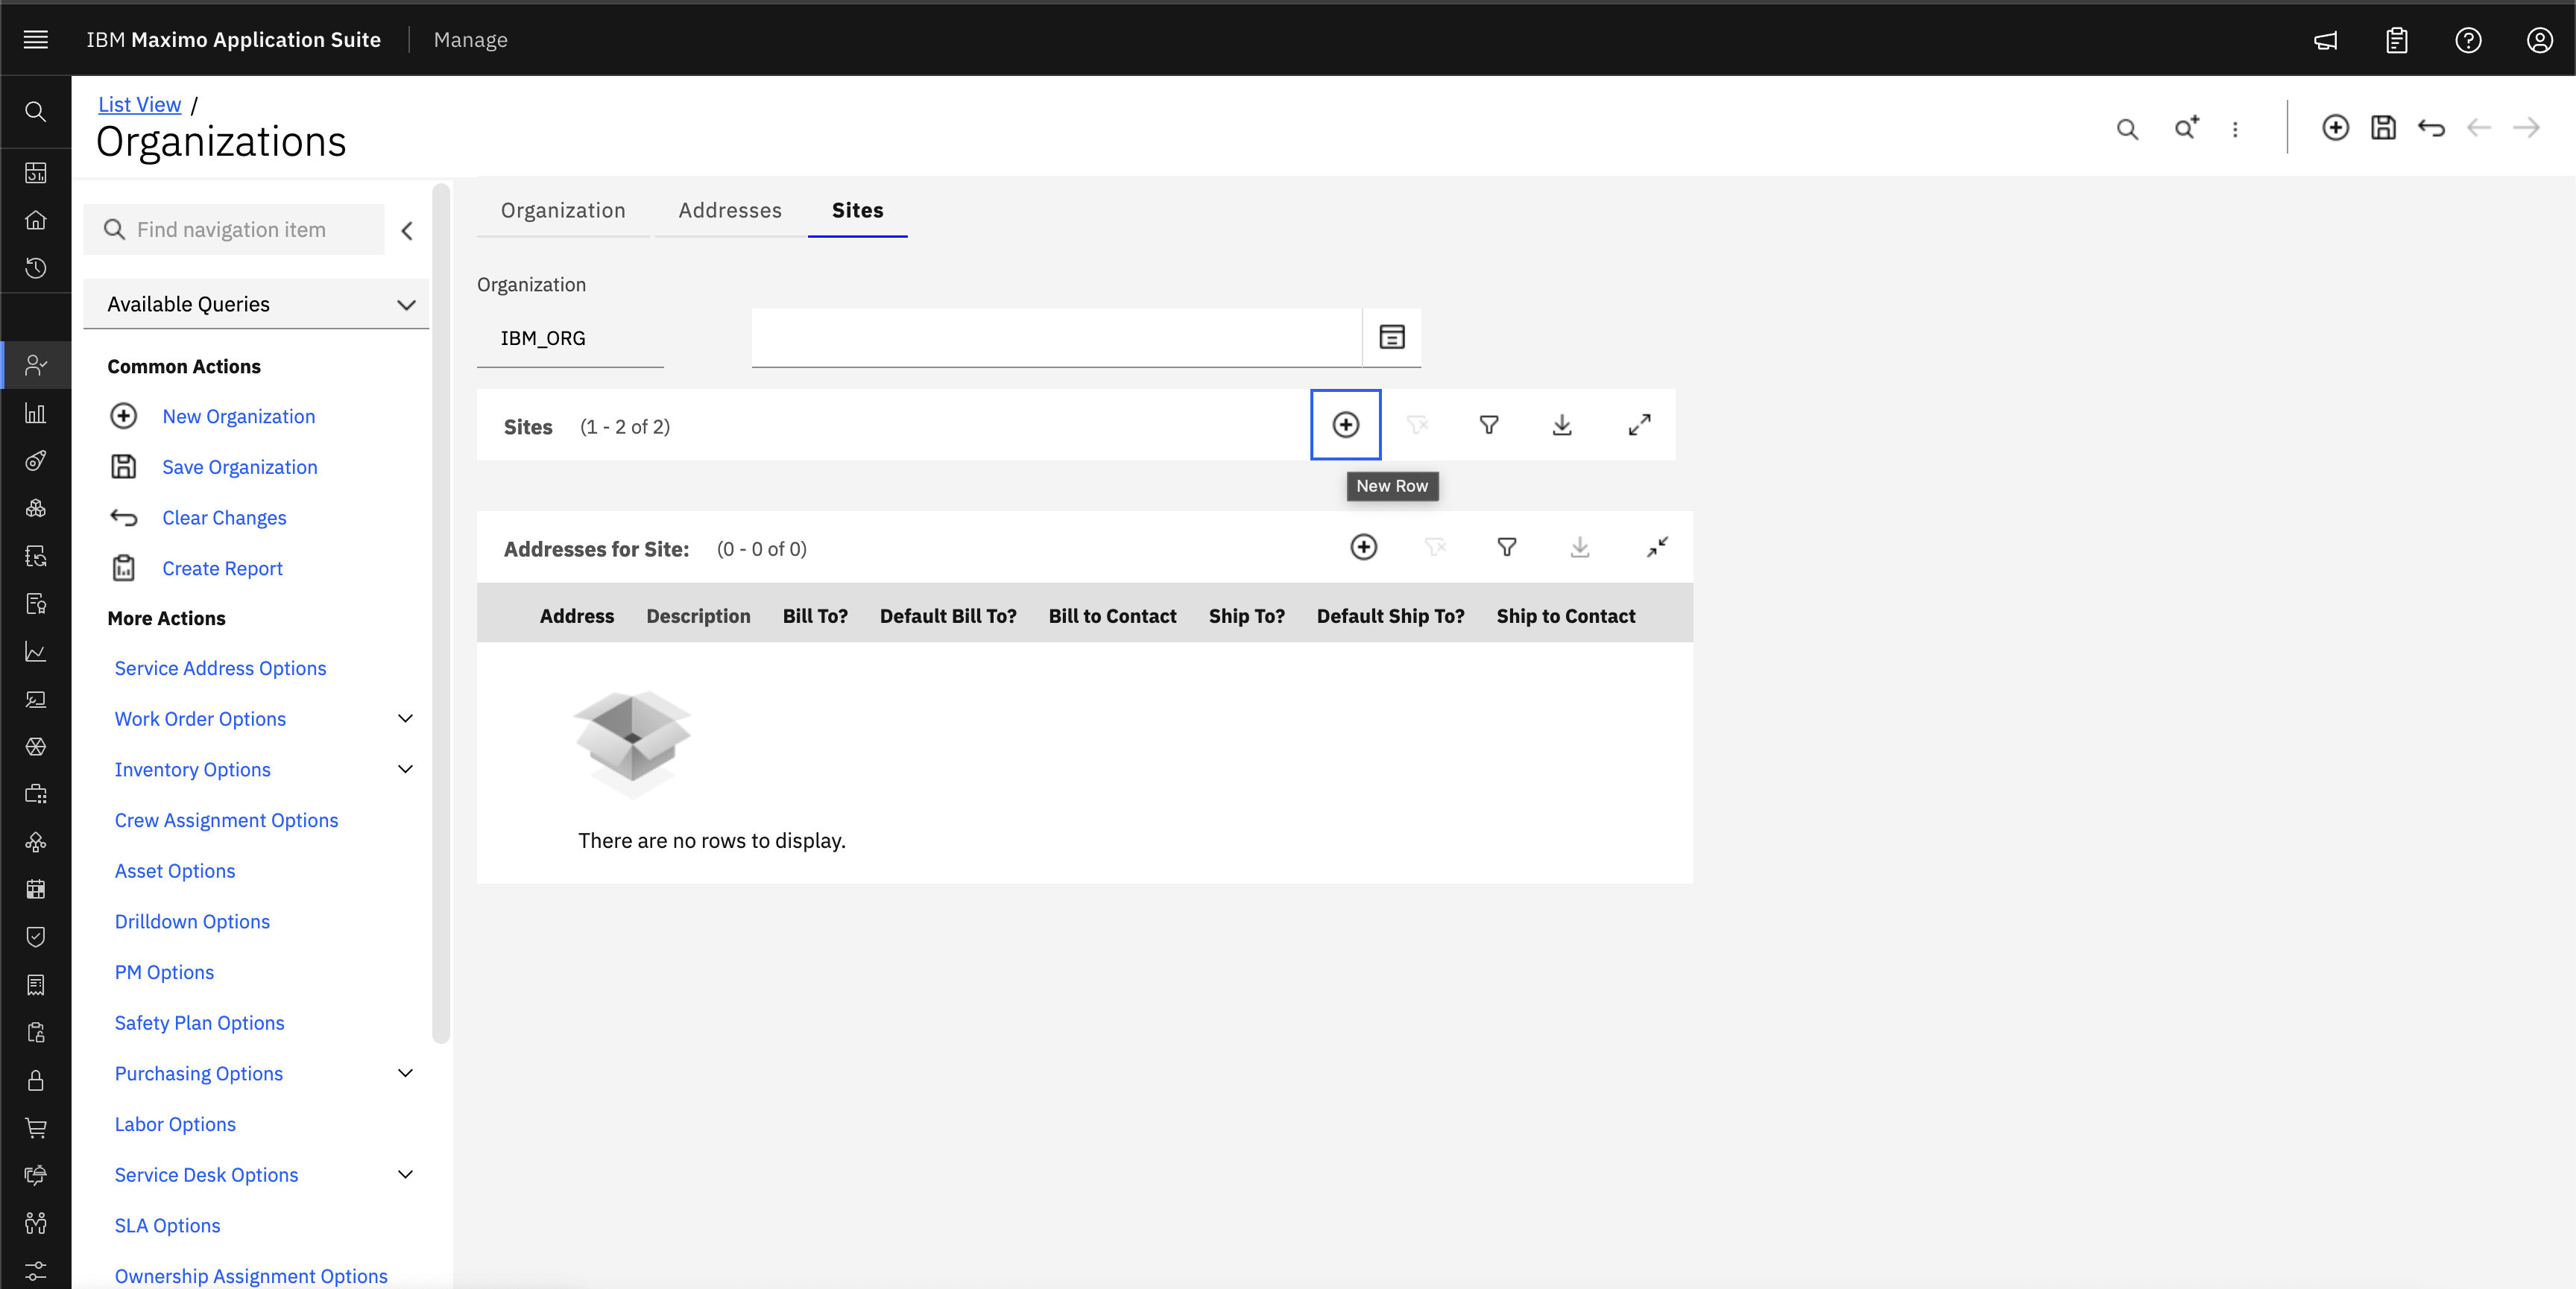 IBM Maximo Application Suite Manage
List View /
Organizations
Find navigation item
Available Queries
Common Actions
New Organization
Save Organization
Clear Changes
Create Report
More Actions
Service Address Options
Work Order Options
Inventory Options
Crew Assignment Options
Asset Options
Drilldown Options
PM Options
Safety Plan Options
Purchasing Options
Labor Options
Service Desk Options
SLA Options
Ownership Assignment Options
Organization Addresses Sites
Organization
IBM_ORG
Sites (1 - 2 of 2)
New Row
Addresses for Site: (0 - 0 of 0)
Address Description Bill To? Default Bill To? Bill to Contact Ship To? Default Ship To? Ship to Contact
There are no rows to display.